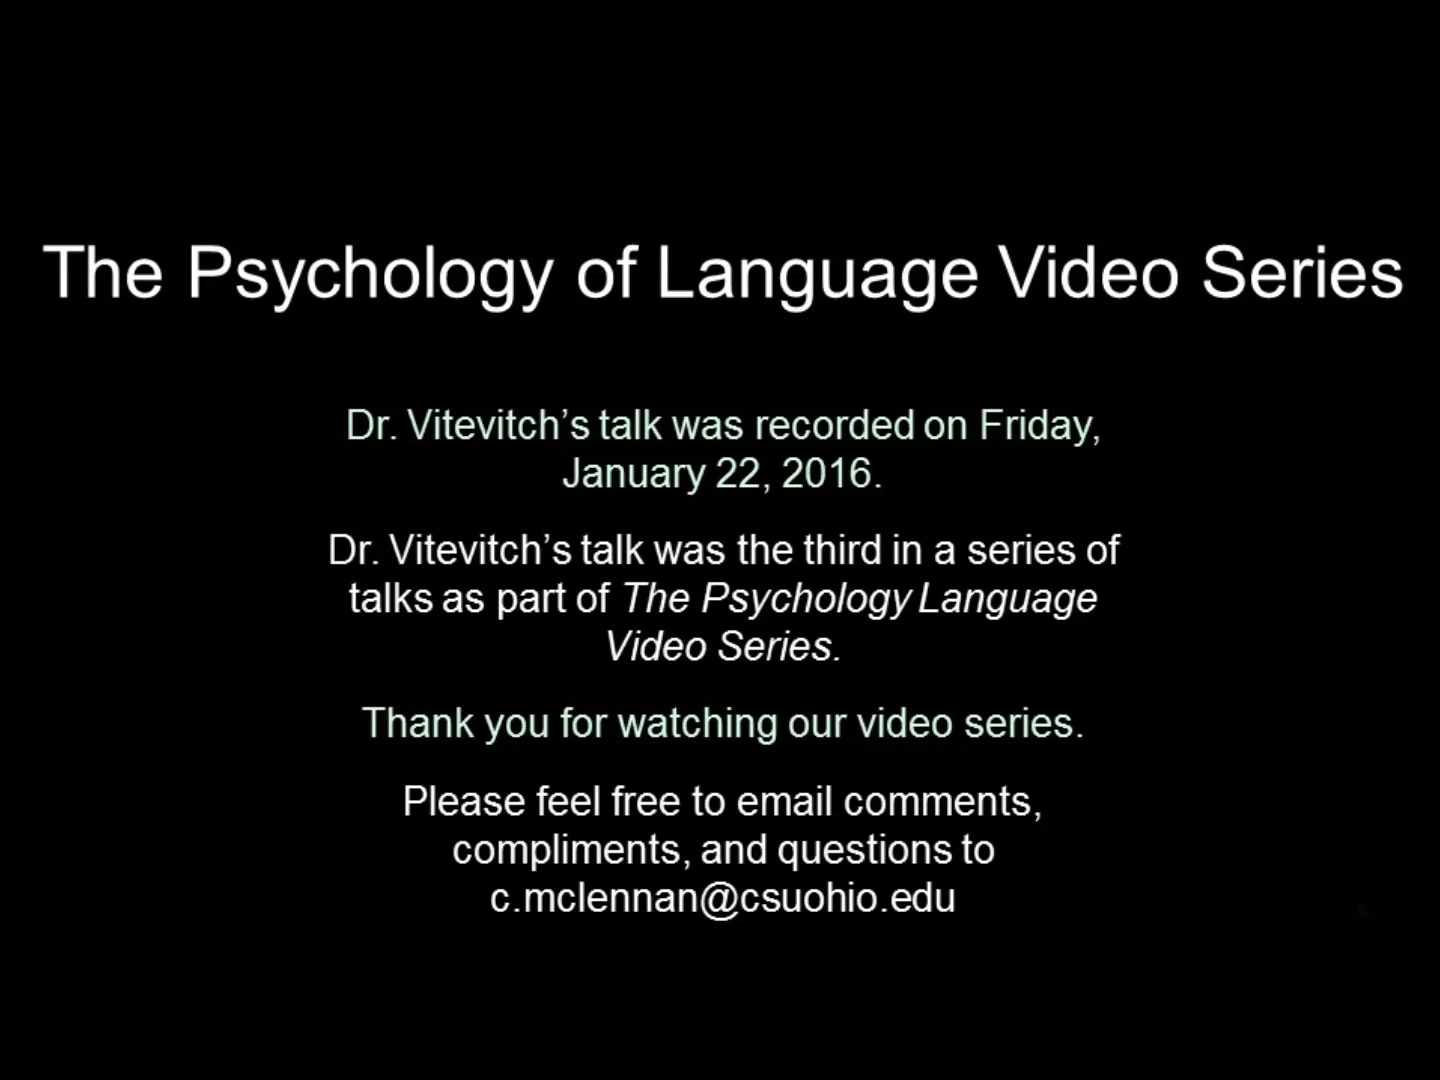 The Psychology of Language Video Series
Dr. Vitevitch’s talk was recorded on Friday,
January 22, 2016.
Dr. Vitevitch’s talk was the third in a series of
talks as part of The Psychology Language
Video Series.
Thank you for watching our video series.
Please feel free to email comments,
compliments, and questions to
c.mclennan@csuohio.edu